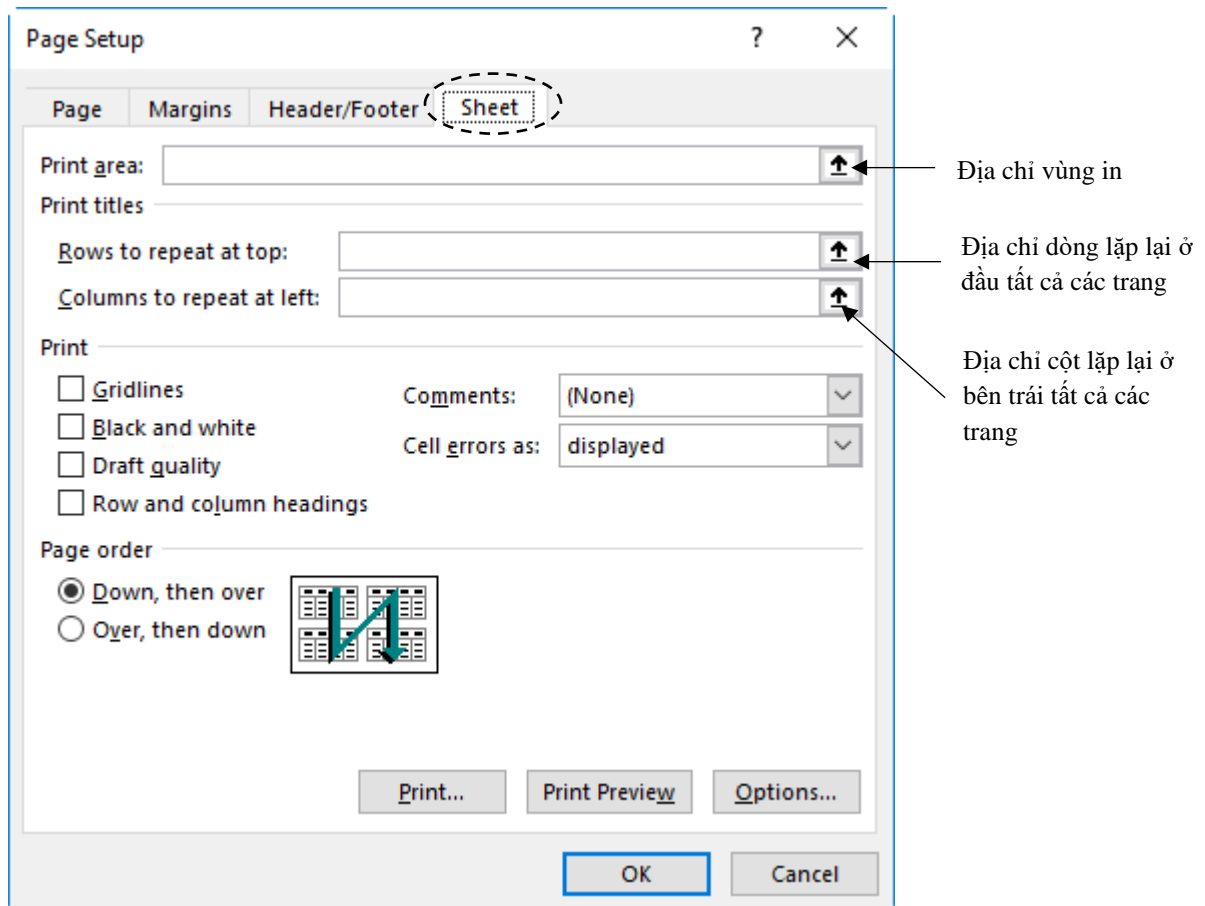 Page Setup
?
Page
Margins
Header/Footer
Sheet
Print area:
Địa chỉ vùng in
Print titles
Rows to repeat at top:
Địa chỉ dòng lặp lại ở
đầu tất cả các trang
Columns to repeat at left:
Print
Địa chỉ cột lặp lại ở
bên trái tất cả các
trang
Gridlines
Black and white
Draft quality
Row and column headings
Comments:
(None)
Cell errors as:
displayed
Page order
Down, then over
Over, then down
Print...
Print Preview
Options...
OK
Cancel